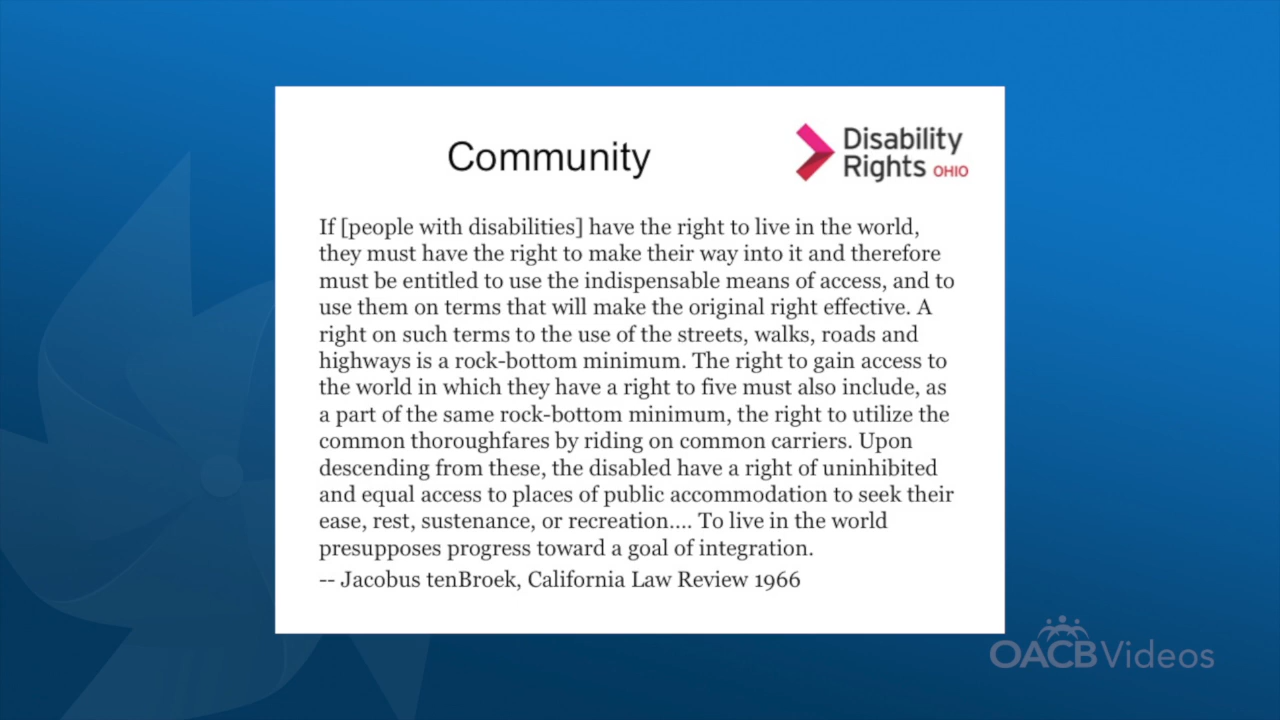 Community
Disability
Rights OHIO
If [people with disabilities] have the right to live in the world,
they must have the right to make their way into it and therefore
must be entitled to use the indispensable means of access, and to
use them on terms that will make the original right effective. A
right on such terms to the use of the streets, walks, roads and
highways is a rock-bottom minimum. The right to gain access to
the world in which they have a right to five must also include, as
a part of the same rock-bottom minimum, the right to utilize the
common thoroughfares by riding on common carriers. Upon
descending from these, the disabled have a right of uninhibited
and equal access to places of public accommodation to seek their
ease, rest, sustenance, or recreation.... To live in the world
presupposes progress toward a goal of integration.
-- Jacobus tenBroek, California Law Review 1966
OACBVideos